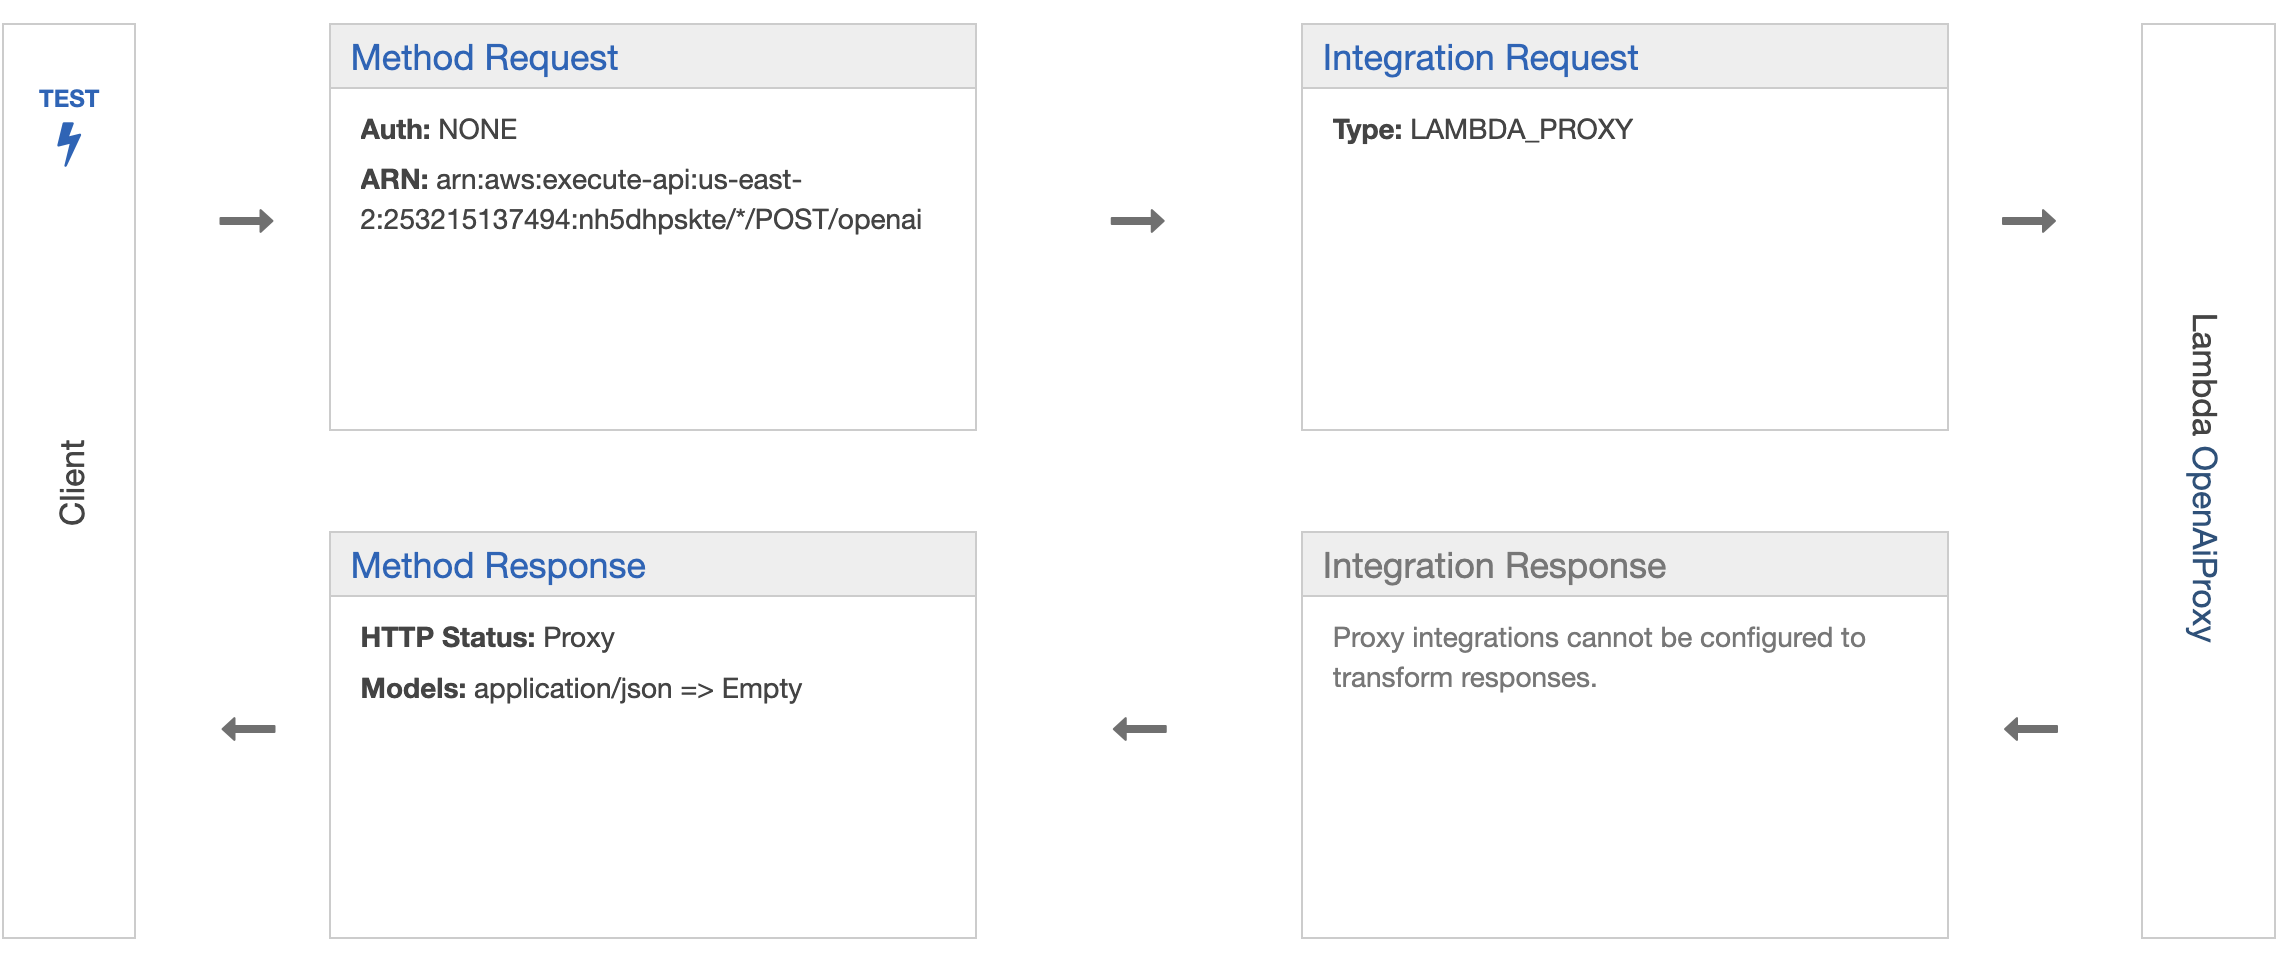 TEST
Client
Method Request
Auth: NONE
ARN: arn:aws:execute-api:us-east-
2:253215137494:nh5dhpskte/*/POST/openai
Integration Request
Type: LAMBDA_PROXY
Lambda OpenAiProxy
Method Response
HTTP Status: Proxy
Models: application/json => Empty
Integration Response
Proxy integrations cannot be configured to
transform responses.